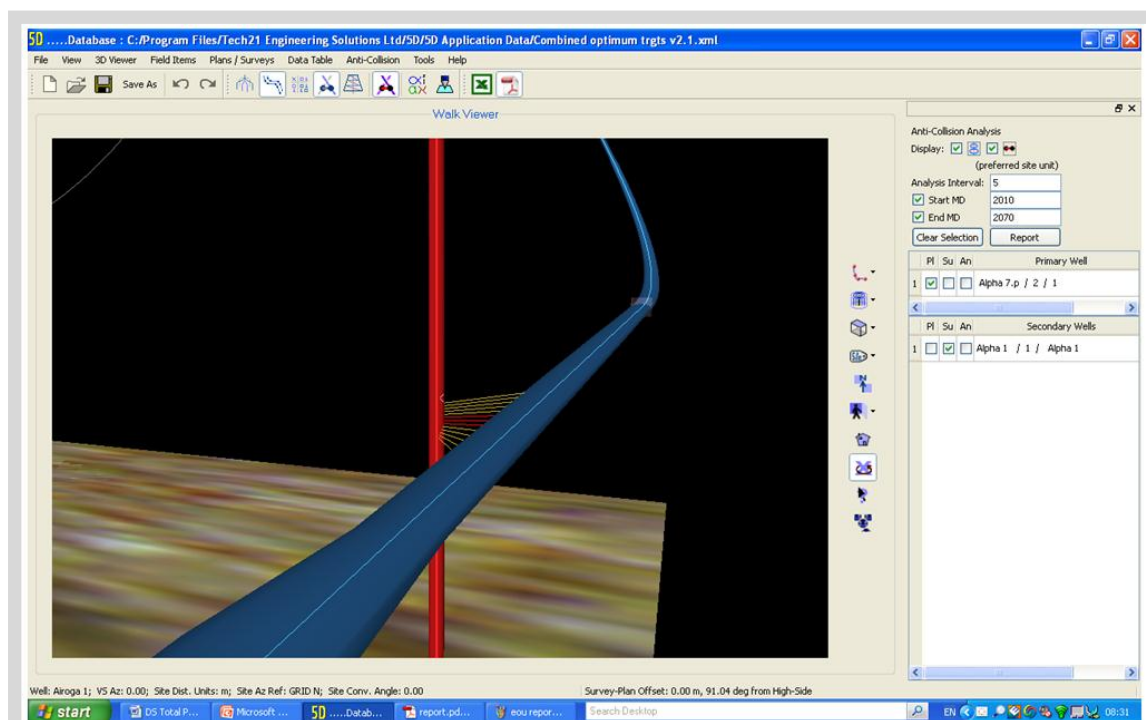 5D .....Database : C:/Program Files/Tech21 Engineering Solutions Ltd/5D/5D Application Data/Combined optimum trgts v2.1.xml
File View 3D Viewer Field Items Plans / Surveys Data Table Anti-Collision Tools Help
Save As
Walk Viewer
Anti-Collision Analysis
Display:
(preferred site unit)
Analysis Interval: 5
Start MD 2010
End MD 2070
Clear Selection Report
Pl Su An Primary Well
1 Alpha 7.p / 2 / 1
Pl Su An Secondary Wells
1 Alpha 1 / 1 / Alpha 1
Well: Airoga 1; VS Az: 0.00; Site Dist. Units: m; Site Az Ref: GRID N; Site Conv. Angle: 0.00
Survey-Plan Offset: 0.00 m, 91.04 deg from High-Side
start DS Total P... Microsoft ... 5D .....Datab... report.pd... eou repor... Search Desktop EN 08:31